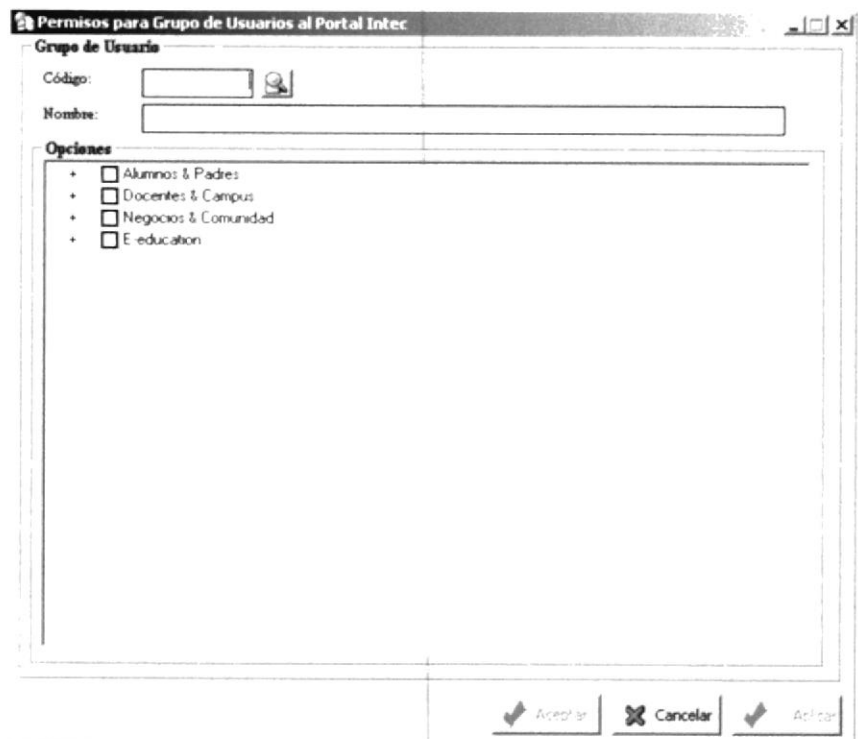 Permisos para Grupo de Usuarios al Portal Intec
Grupo de Usuario
Código:
Nombre:
Opciones
+ Alumnos & Padres
+ Docentes & Campus
+ Negocios & Comunidad
+ E-education
Aceptar Cancelar Aplicar